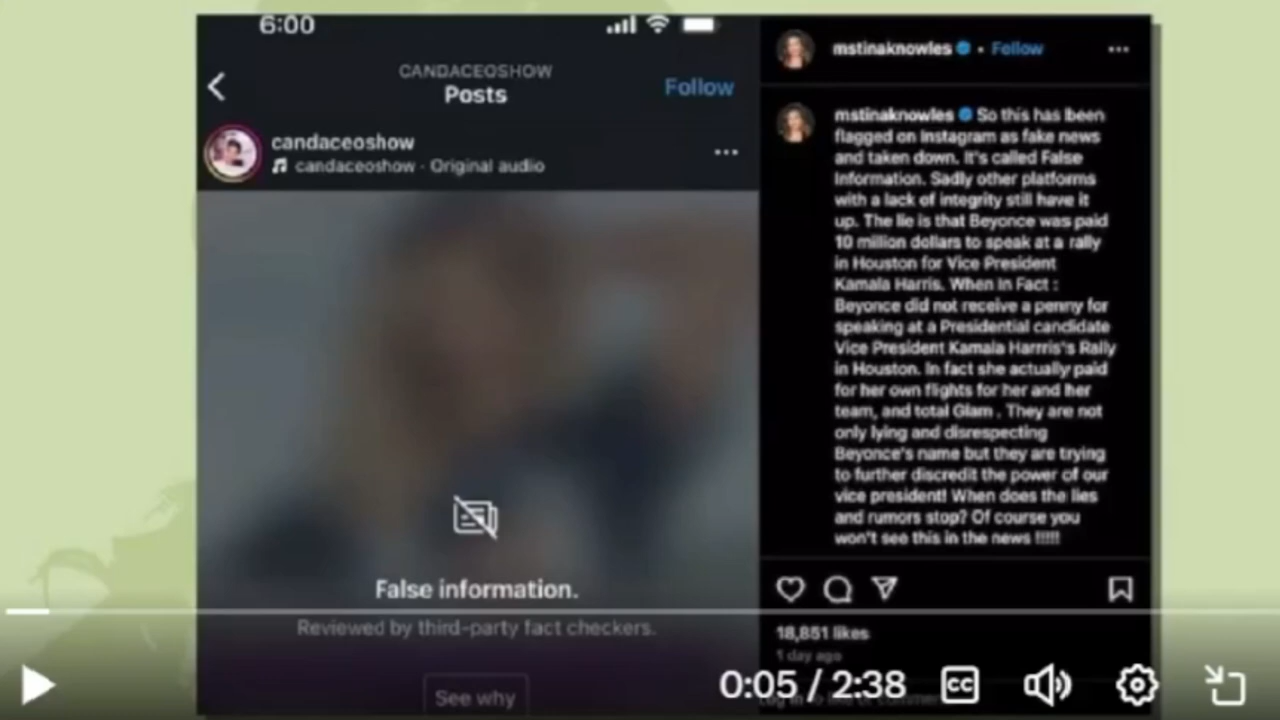 6:00
CANDACEOSHOW
Posts
Follow
candaceoshow
candaceoshow · Original audio
False information.
Reviewed by third-party fact checkers.
See why
mstinaknowles • Follow
mstinaknowles So this has been
flagged on Instagram as fake news
and taken down. It's called False
Information. Sadly other platforms
with a lack of integrity still have it
up. The lie is that Beyonce was paid
10 million dollars to speak at a rally
in Houston for Vice President
Kamala Harris. When In Fact :
Beyonce did not receive a penny for
speaking at a Presidential candidate
Vice President Kamala Harrris's Rally
in Houston. In fact she actually paid
for her own flights for her and her
team, and total Glam . They are not
only lying and disrespecting
Beyonce's name but they are trying
to further discredit the power of our
vice president! When does the lies
and rumors stop? Of course you
won't see this in the news !!!!!
18,851 likes
1 day ago
0:05 / 2:38
CC